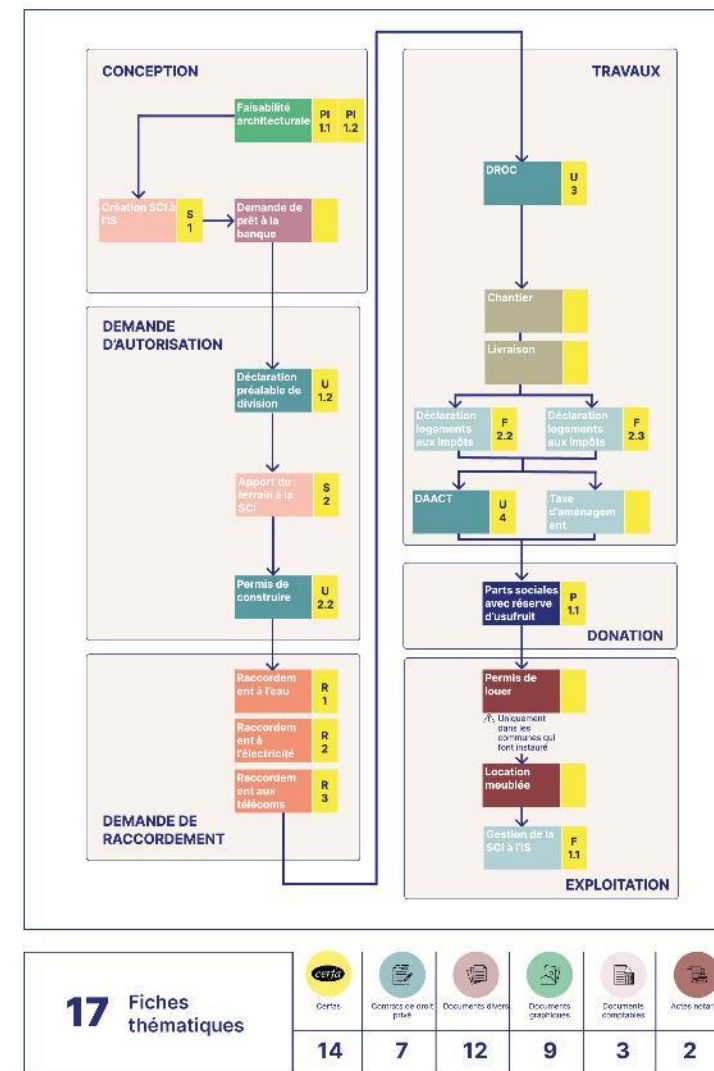 CONCEPTION
Faisabilité
architecturale
PI
1.1
PI
1.2
Création SCI à
l'IS
S
1
Demande de
prêt à la
banque
DEMANDE
D'AUTORISATION
Déclaration
préalable de
division
U
1.2
Apport du
terrain à la
SCI
S
2
Permis de
construire
U
2.2
Raccordem
ent à l'eau
R
1
Raccordem
ent à
l'électricité
R
2
Raccordem
ent aux
télécoms
R
3
DEMANDE DE
RACCORDEMENT
TRAVAUX
DROC
U
3
Chantier
Livraison
Déclaration
logements
aux impôts
F
2.2
Déclaration
logements
aux impôts
F
2.3
DAACT
U
4
Taxe
d'aménagem
ent
Parts sociales
avec réserve
d'usufruit
P
1.1
DONATION
Permis de
louer
Uniquement
dans les
communes qui
l'ont instauré
Location
meublée
Gestion de la
SCI à l'IS
F
1.1
EXPLOITATION
17 Fiches
thématiques
cerfa
Cerfas
14
Contrats de droit
privé
7
Documents divers
12
Documents
graphiques
9
Documents
comptables
3
Actes notari
2